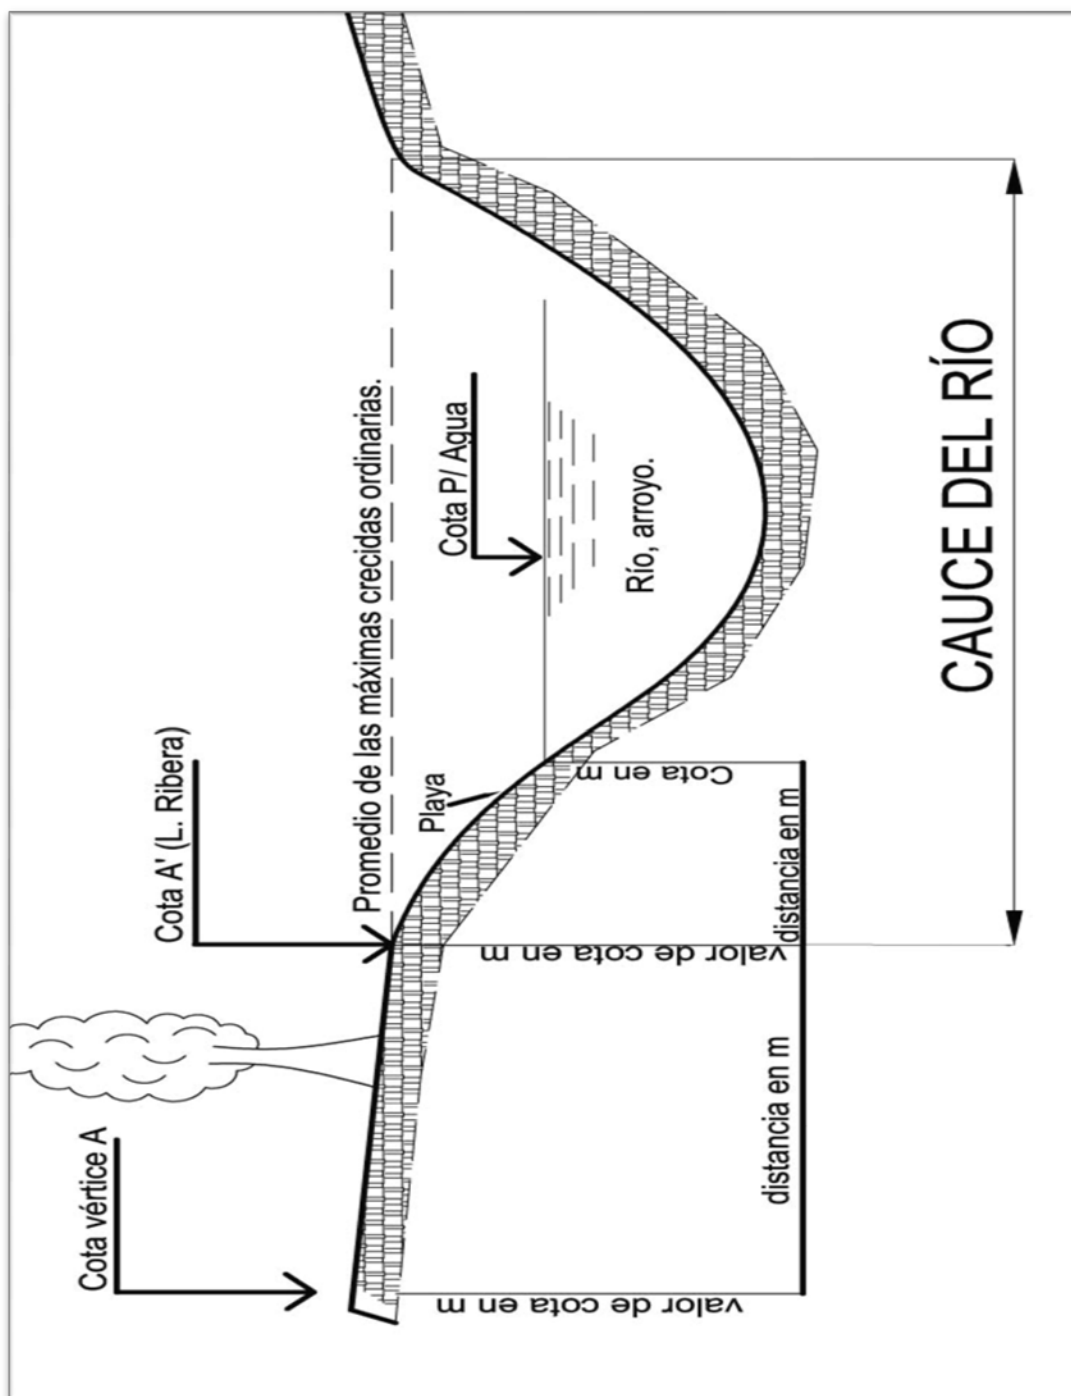 Cota vértice A
Cota A' (L. Ribera)
Promedio de las máximas crecidas ordinarias.
Playa
Cota P/ Agua
Río, arroyo.
valor de cota en m
valor de cota en m
Cota en m
distancia en m
distancia en m
CAUCE DEL RÍO